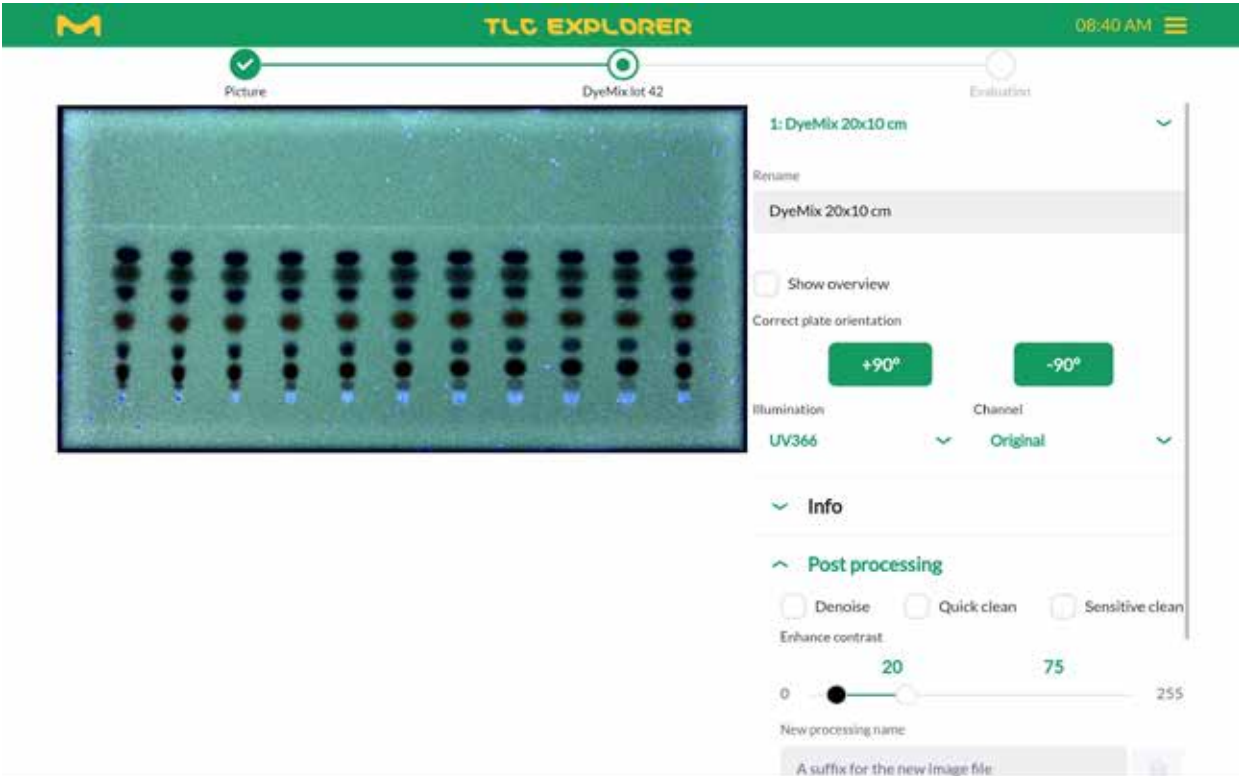 TLC EXPLORER
08:40 AM
Picture
DyeMix lot 42
Evaluation
1: DyeMix 20x10 cm
Rename
DyeMix 20x10 cm
Show overview
Correct plate orientation
+90°
-90°
Illumination
Channel
UV366
Original
Info
Post processing
Denoise
Quick clean
Sensitive clean
Enhance contrast
20
75
0
255
New processing name
A suffix for the new image file